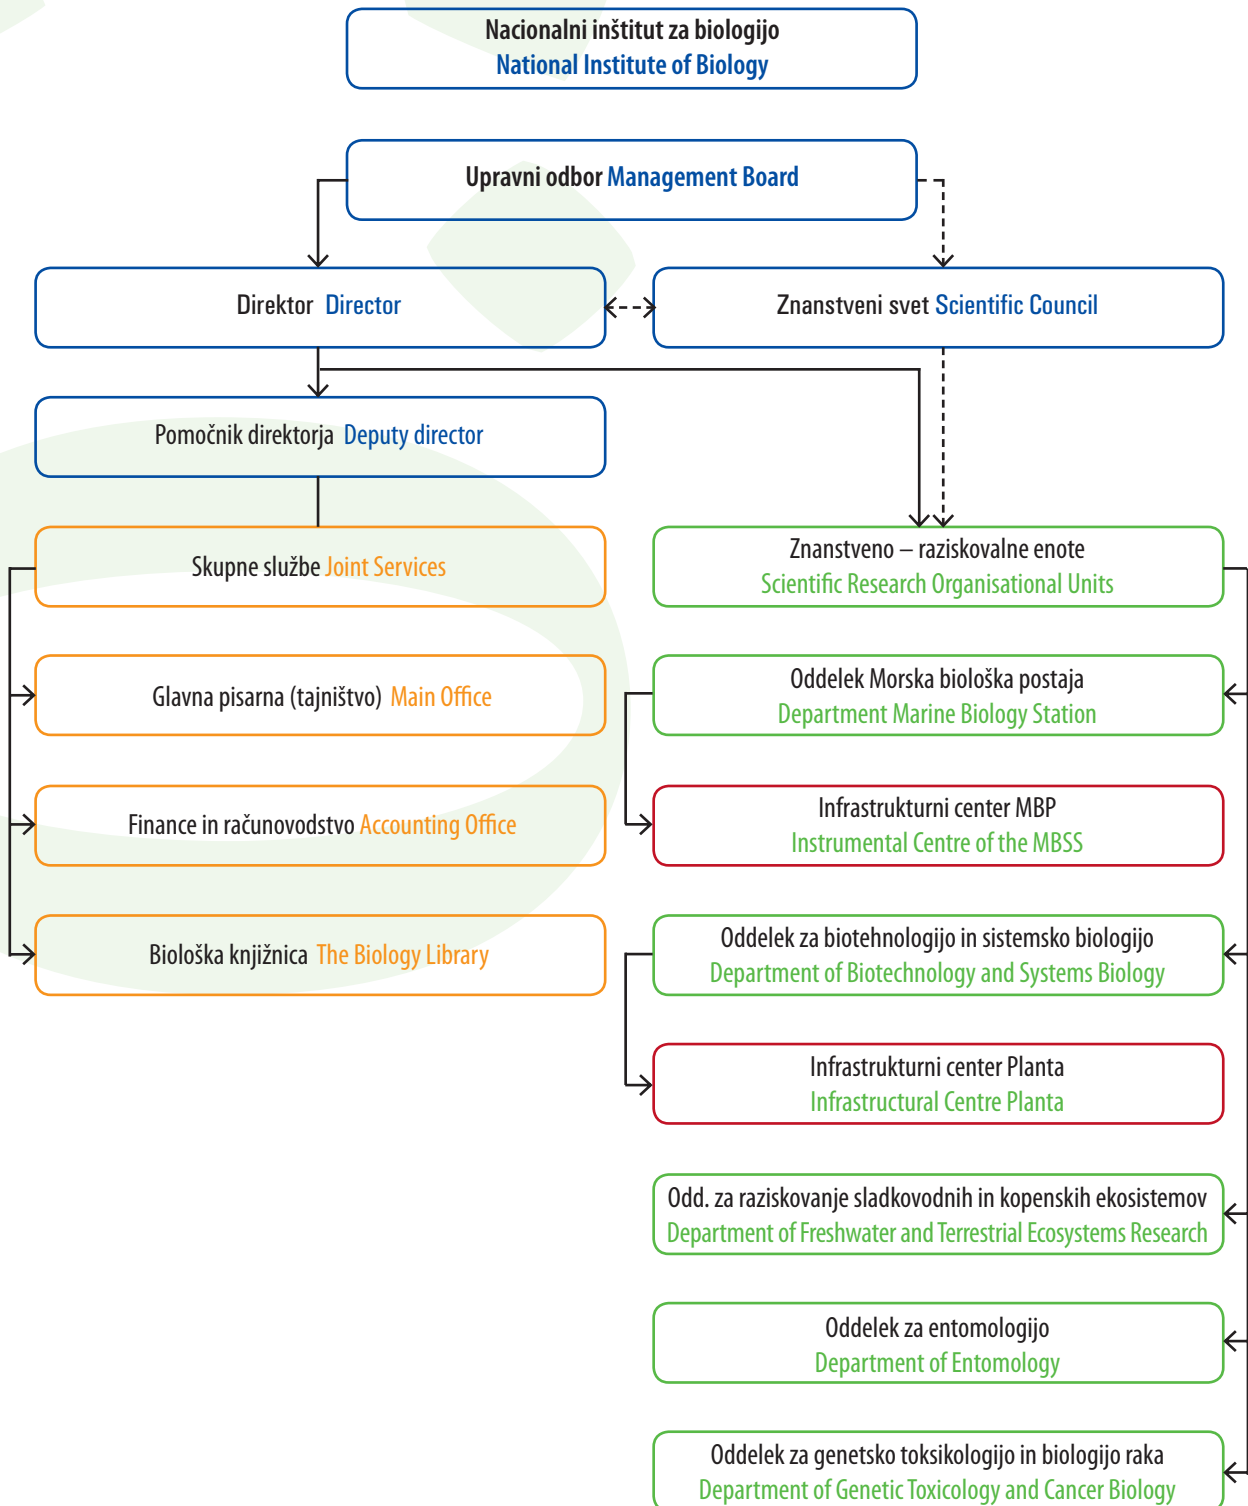 Nacionalni inštitut za biologijo
National Institute of Biology
Upravni odbor Management Board
Direktor Director
Znanstveni svet Scientific Council
Pomočnik direktorja Deputy director
Skupne službe Joint Services
Znanstveno – raziskovalne enote
Scientific Research Organisational Units
Glavna pisarna (tajništvo) Main Office
Oddelek Morska biološka postaja
Department Marine Biology Station
Finance in računovodstvo Accounting Office
Infrastrukturni center MBP
Instrumental Centre of the MBSS
Biološka knjižnica The Biology Library
Oddelek za biotehnologijo in sistemsko biologijo
Department of Biotechnology and Systems Biology
Infrastrukturni center Planta
Infrastructural Centre Planta
Odd. za raziskovanje sladkovodnih in kopenskih ekosistemov
Department of Freshwater and Terrestrial Ecosystems Research
Oddelek za entomologijo
Department of Entomology
Oddelek za genetsko toksikologijo in biologijo raka
Department of Genetic Toxicology and Cancer Biology